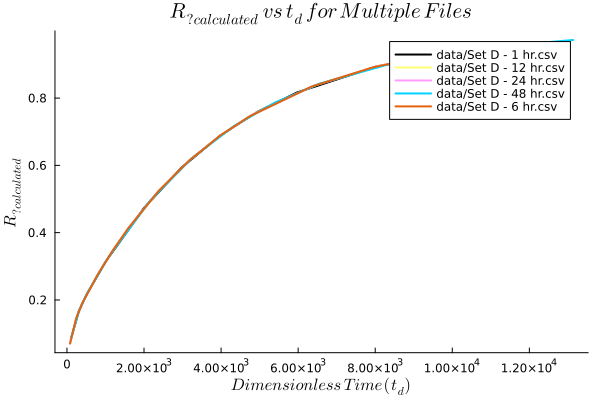 R?calculated vs td for Multiple Files
data/Set D - 1 hr.csv
data/Set D - 12 hr.csv
data/Set D - 24 hr.csv
data/Set D - 48 hr.csv
data/Set D - 6 hr.csv
R?calculated
0.8
0.6
0.4
0.2
0 2.00×10³ 4.00×10³ 6.00×10³ 8.00×10³ 1.00×10⁴ 1.20×10⁴
Dimensionless Time (td)